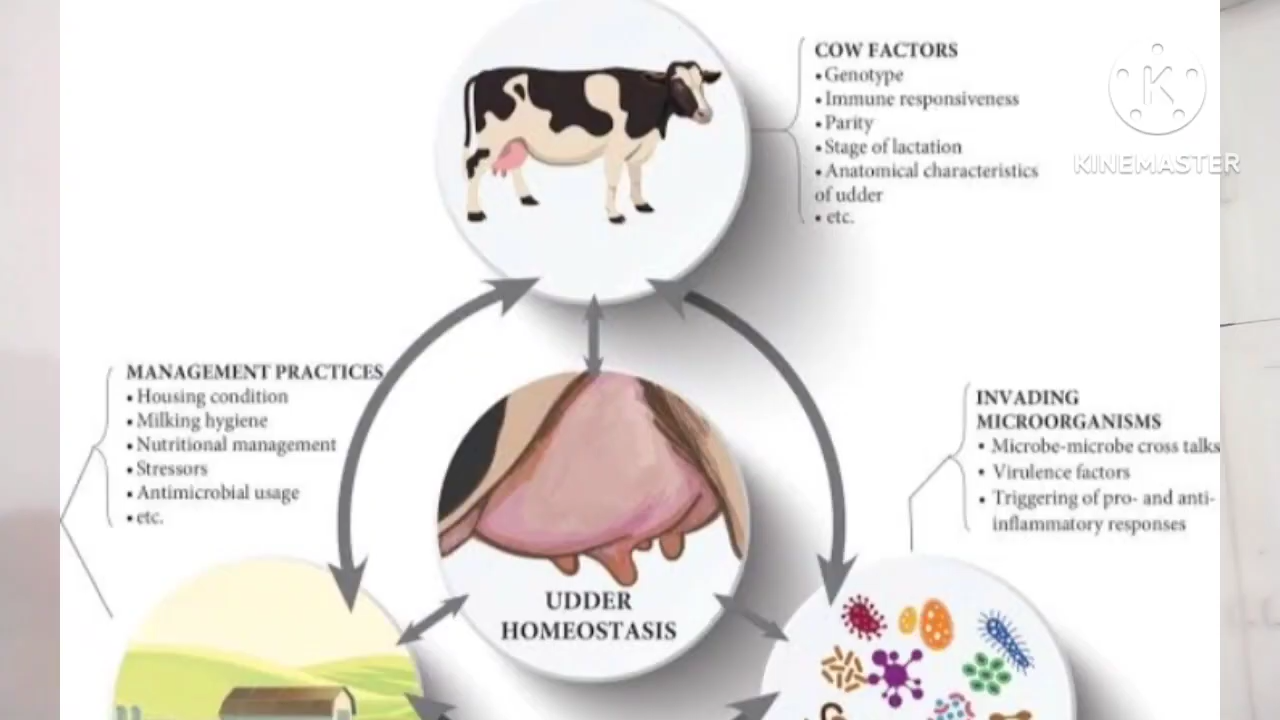 COW FACTORS
• Genotype
• Immune responsiveness
• Parity
• Stage of lactation
• Anatomical characteristics
of udder
• etc.
K
KINEMASTER
MANAGEMENT PRACTICES
• Housing condition
• Milking hygiene
• Nutritional management
• Stressors
• Antimicrobial usage
• etc.
INVADING
MICROORGANISMS
• Microbe-microbe cross talks
• Virulence factors
• Triggering of pro- and anti-
inflammatory responses
UDDER
HOMEOSTASIS